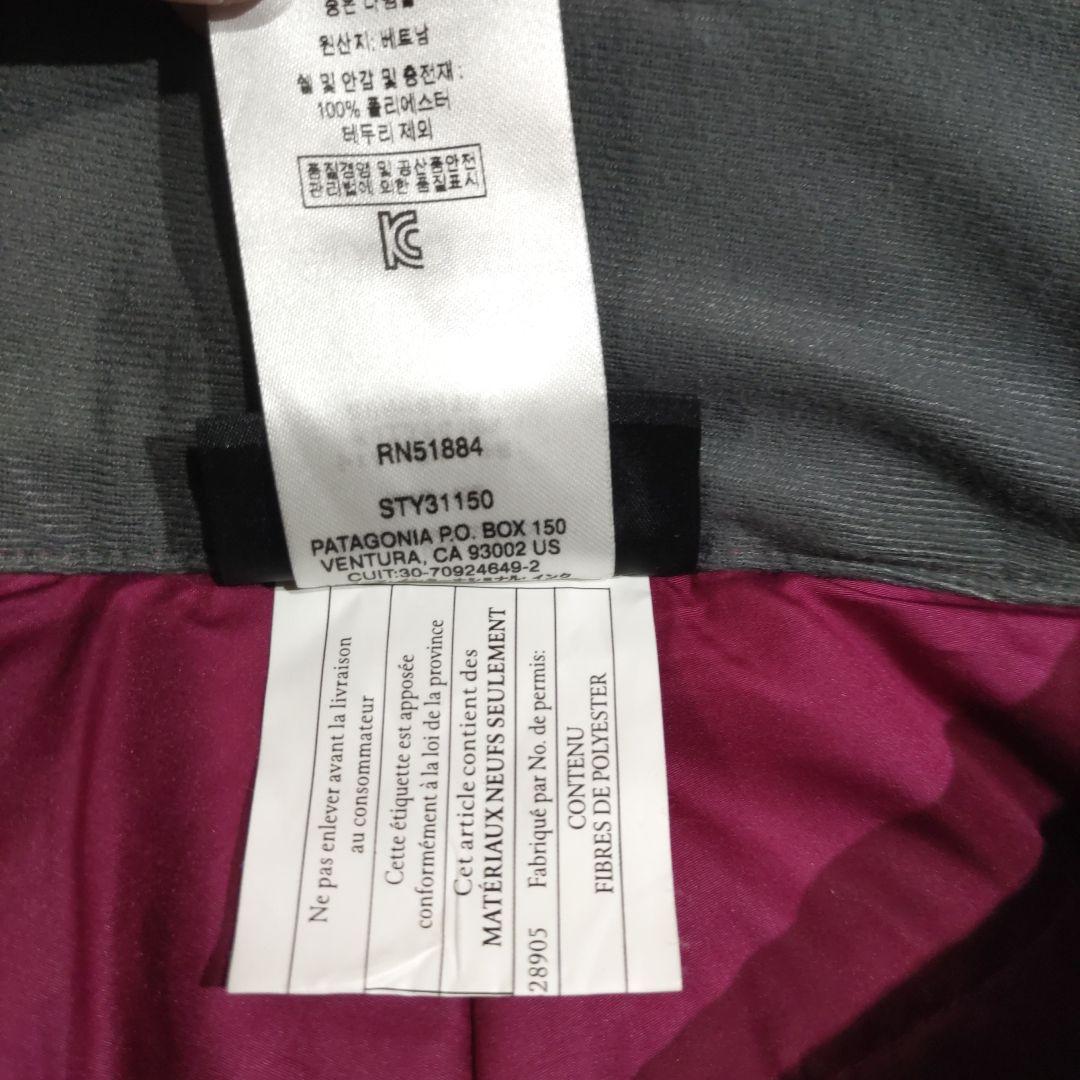 원산지: 베트남
쉘 및 안감 및 충전재 :
100% 폴리에스터
테두리 제외
품질경영 및 공산품안전
관리법에 의한 품질표시
RN51884
STY31150
PATAGONIA P.O. BOX 150
VENTURA, CA 93002 US
CUIT:30-70924649-2
Ne pas enlever avant la livraison
au consommateur
Cette étiquette est apposée
conformément à la loi de la province
Cet article contient des
MATÉRIAUX NEUFS SEULEMENT
28905 Fabriqué par No. de permis:
CONTENU
FIBRES DE POLYESTER